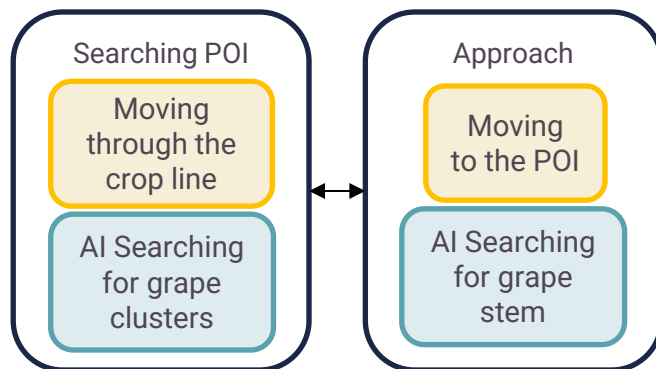 Searching POI
Moving
through the
crop line
AI Searching
for grape
clusters
Approach
Moving
to the POI
AI Searching
for grape
stem